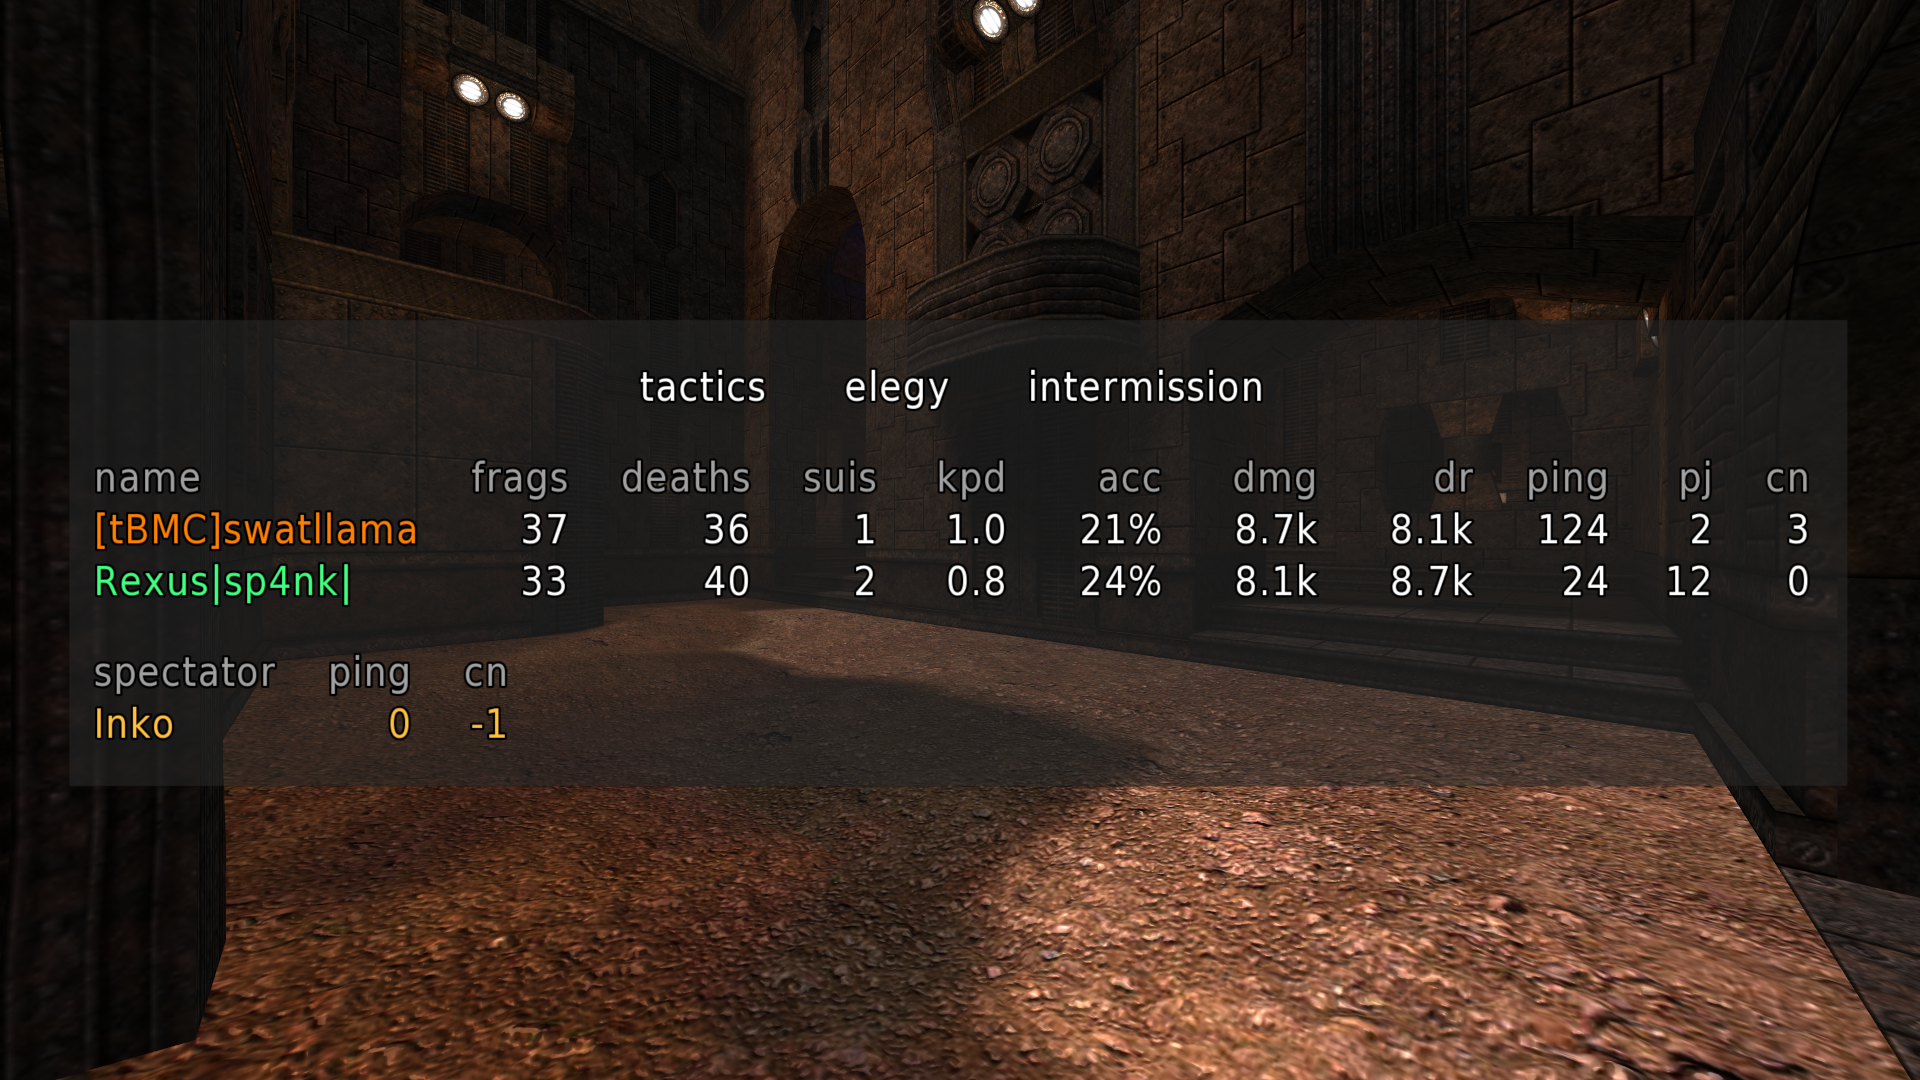 tactics elegy intermission
name frags deaths suis kpd acc dmg dr ping pj cn
[tBMC]swatllama 37 36 1 1.0 21% 8.7k 8.1k 124 2 3
Rexus|sp4nk| 33 40 2 0.8 24% 8.1k 8.7k 24 12 0
spectator ping cn
Inko 0 -1